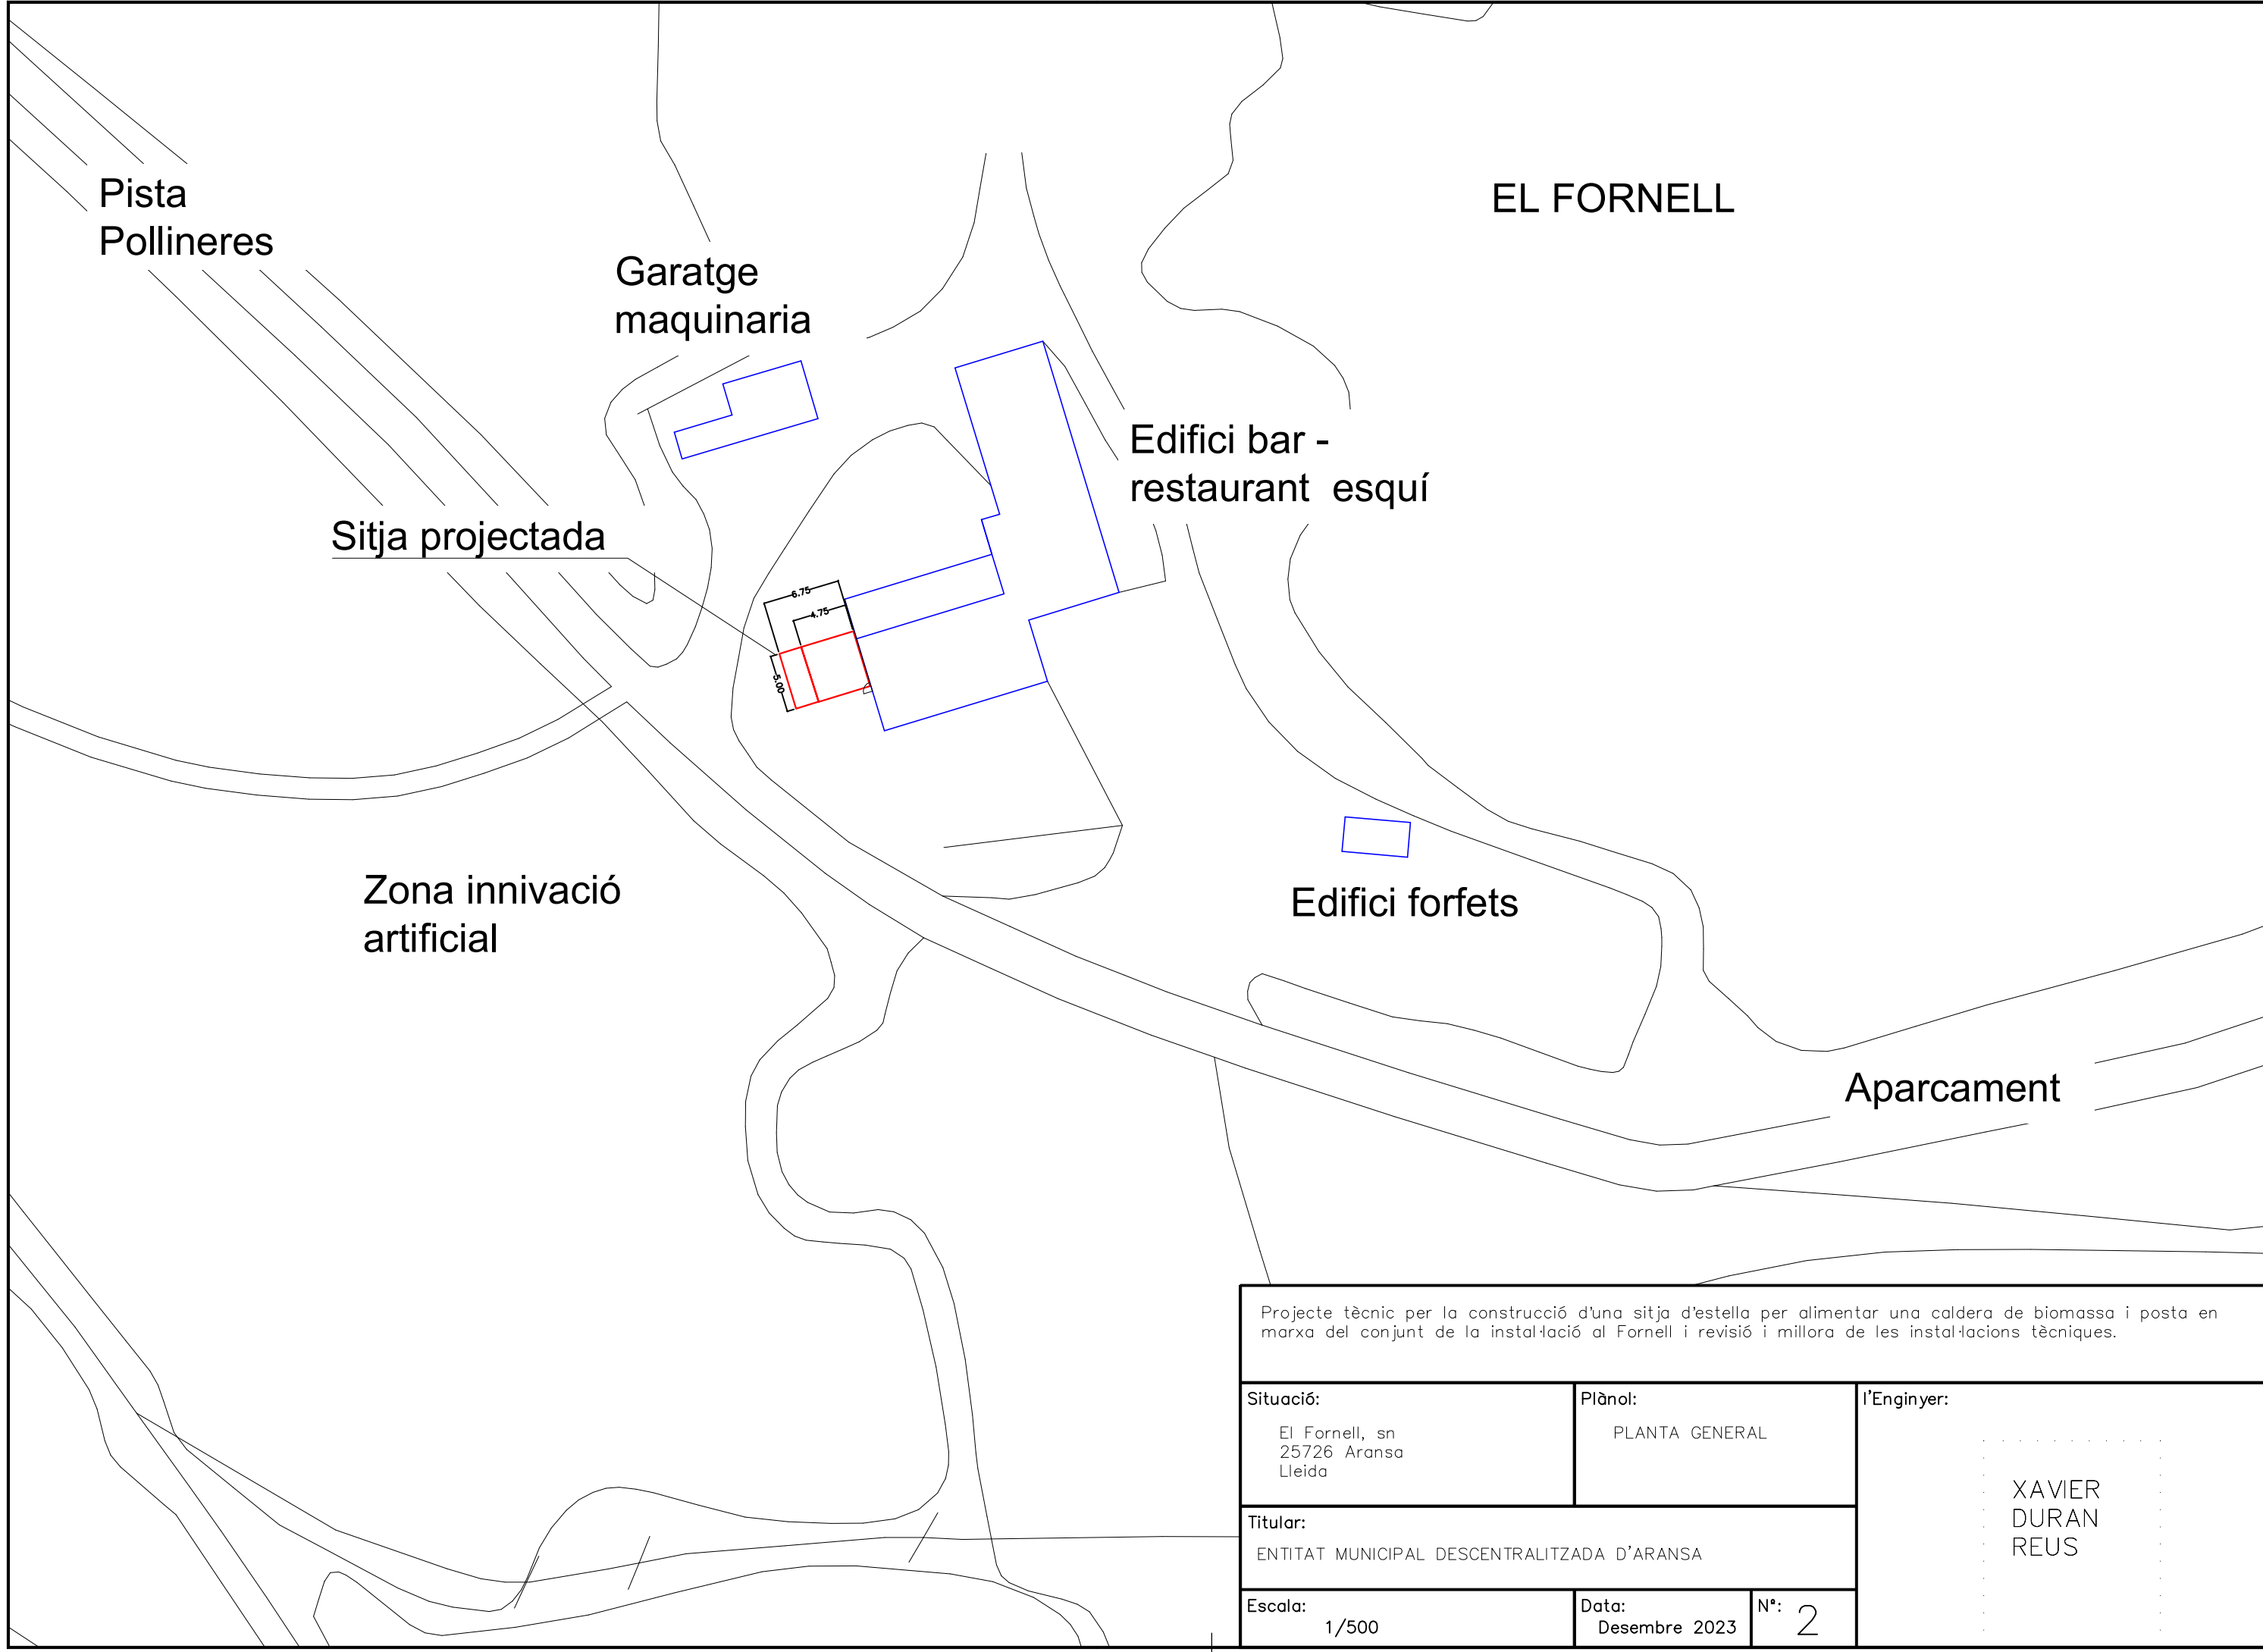 Pista
Pollineres
EL FORNELL
Garatge
maquinaria
Edifici bar -
restaurant esquí
Sitja projectada
6.75
4.75
5.00
Zona innivació
artificial
Edifici forfets
Aparcament
Projecte tècnic per la construcció d'una sitja d'estella per alimentar una caldera de biomassa i posta en
marxa del conjunt de la instal·lació al Fornell i revisió i millora de les instal·lacions tècniques.
Situació:
El Fornell, sn
25726 Aransa
Lleida
Plànol:
PLANTA GENERAL
l'Enginyer:
XAVIER
DURAN
REUS
Titular:
ENTITAT MUNICIPAL DESCENTRALITZADA D'ARANSA
Escala:
1/500
Data:
Desembre 2023
Nº: 2